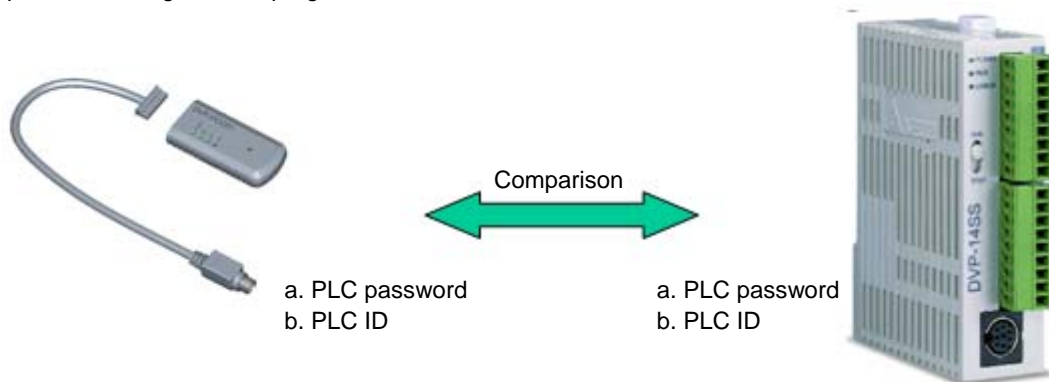 Comparison
a. PLC password
b. PLC ID
a. PLC password
b. PLC ID
DVP-14SS